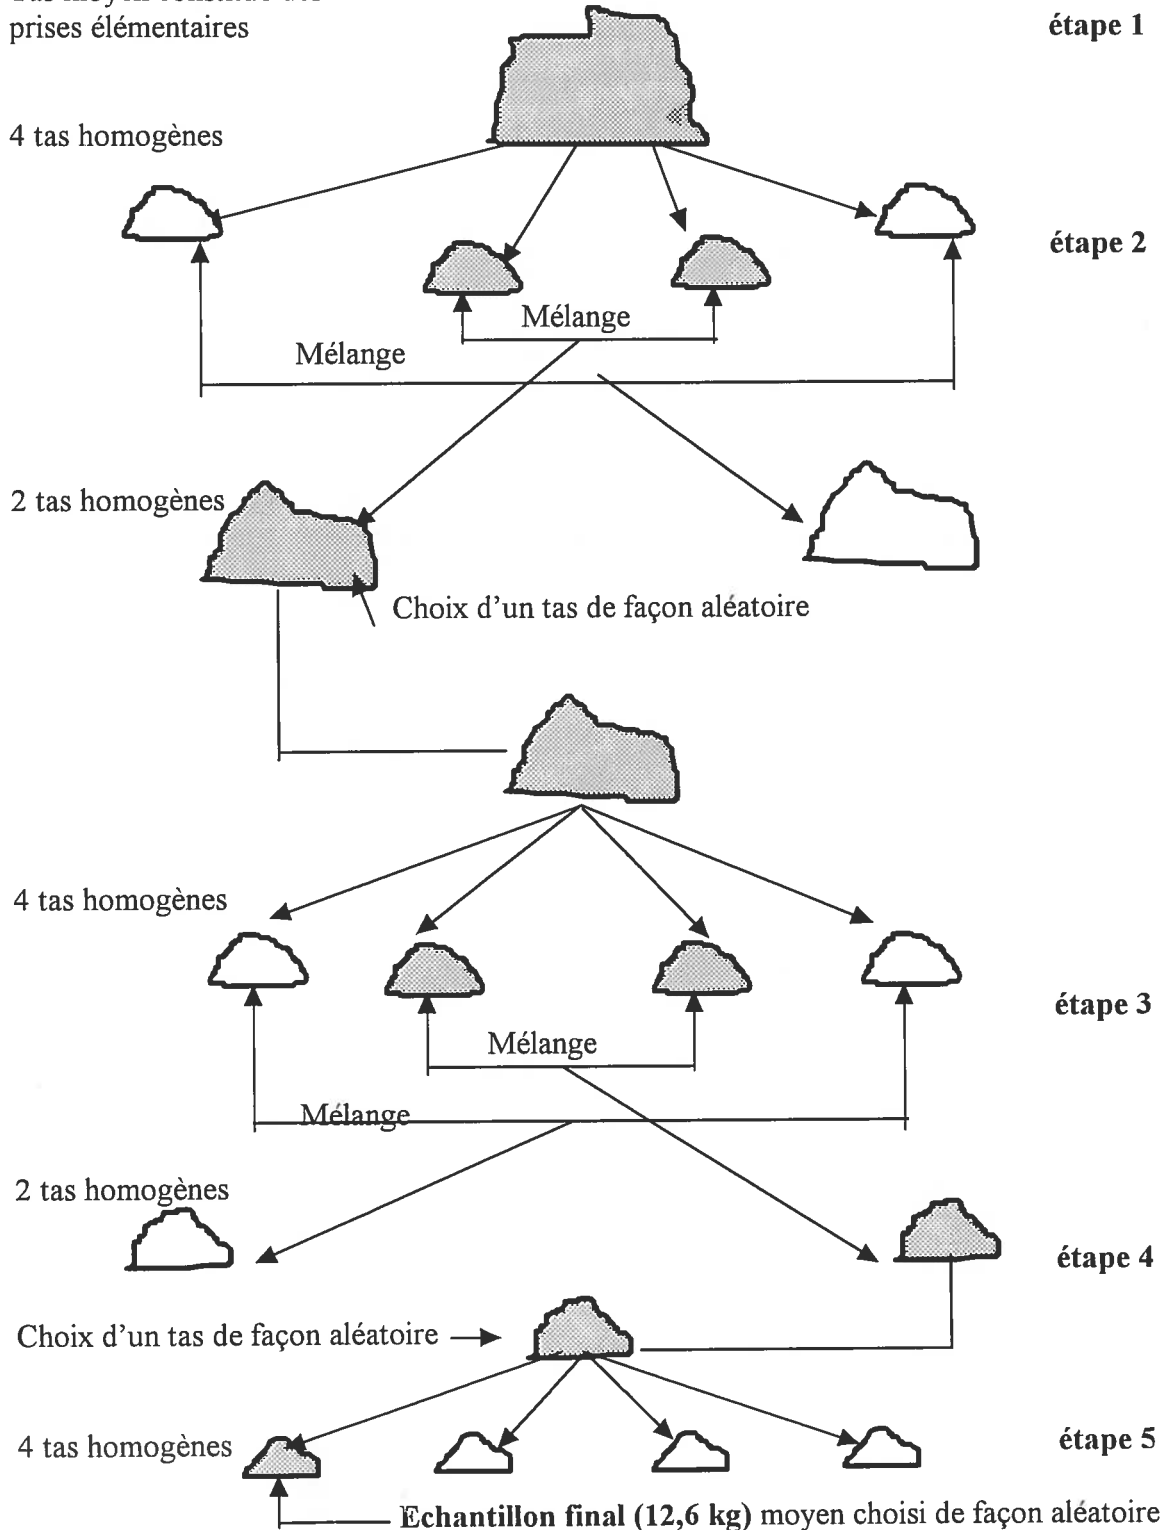 prises élémentaires
étape 1
4 tas homogènes
étape 2
Mélange
Mélange
2 tas homogènes
Choix d'un tas de façon aléatoire
4 tas homogènes
étape 3
Mélange
Mélange
2 tas homogènes
étape 4
Choix d'un tas de façon aléatoire
4 tas homogènes
étape 5
Echantillon final (12,6 kg) moyen choisi de façon aléatoire